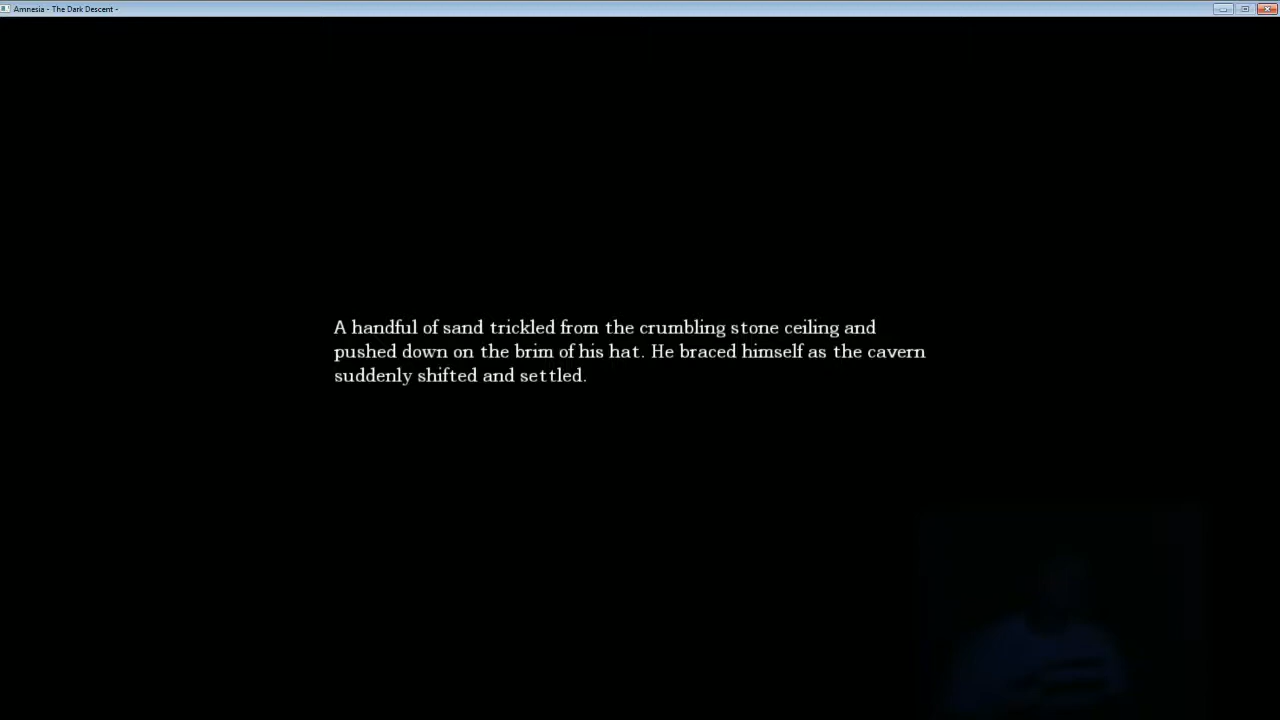 Amnesia - The Dark Descent -
A handful of sand trickled from the crumbling stone ceiling and
pushed down on the brim of his hat. He braced himself as the cavern
suddenly shifted and settled.